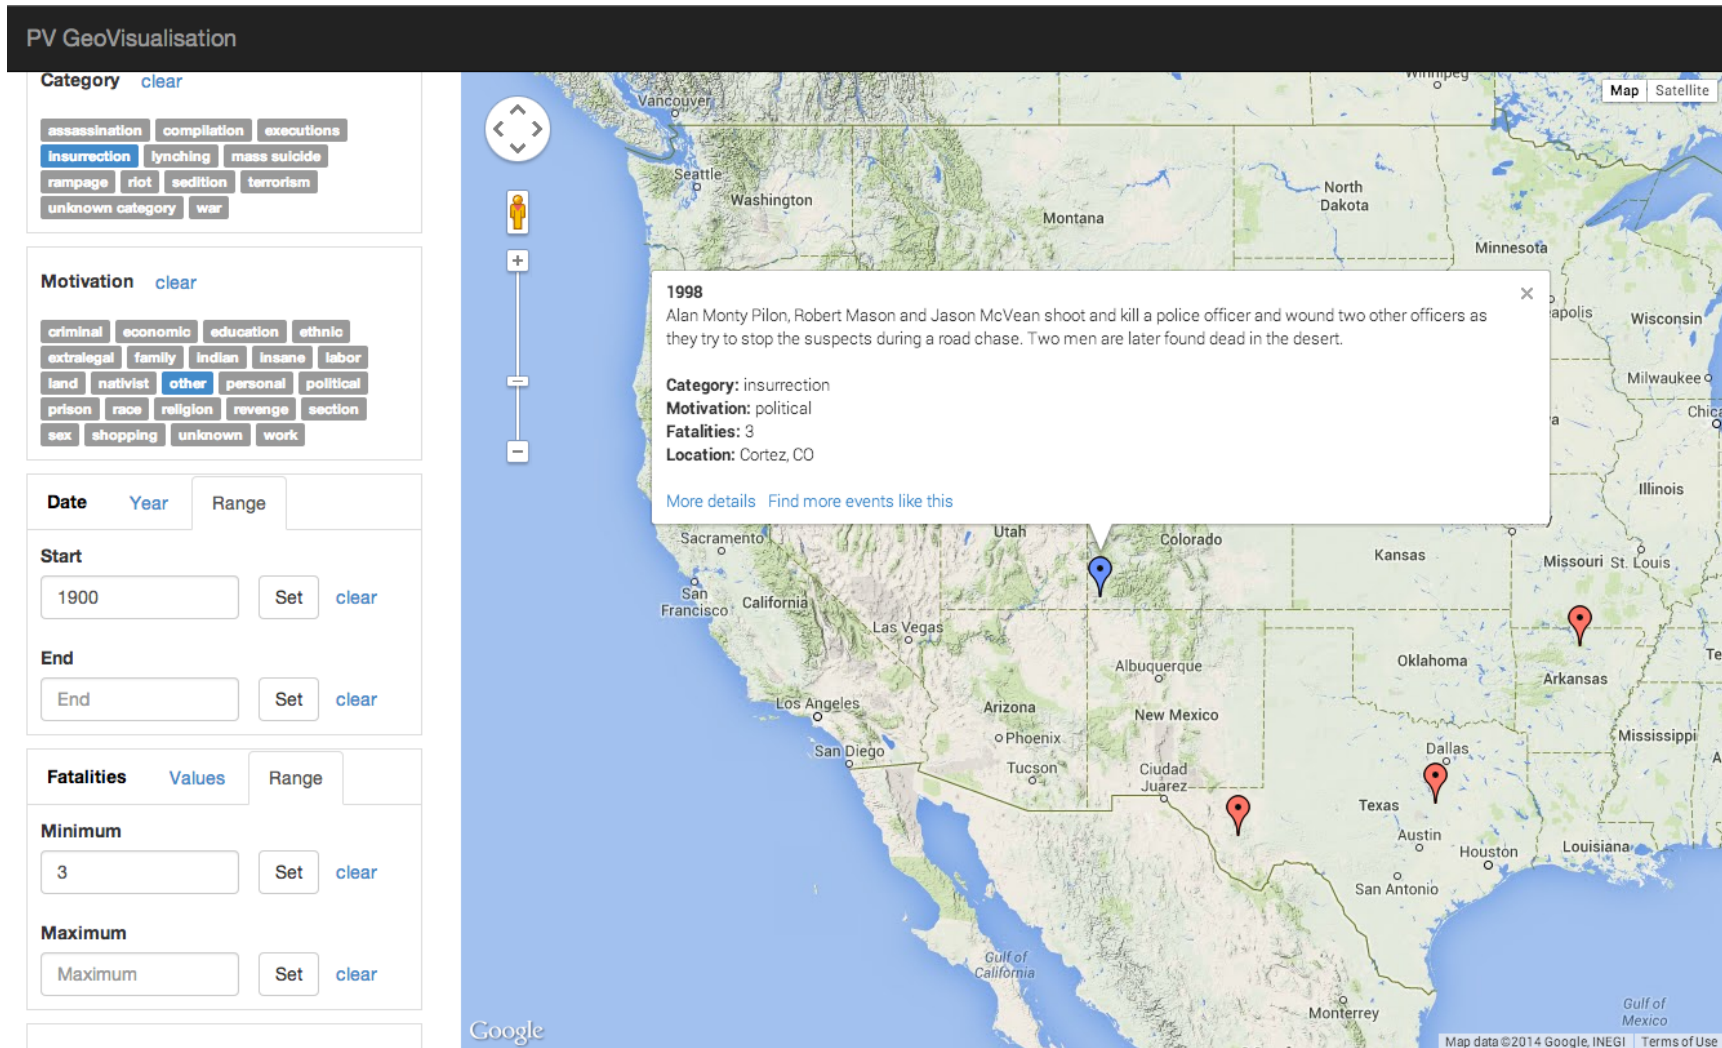 PV GeoVisualisation
Category clear
assassination compilation executions
insurrection lynching mass suicide
rampage riot sedition terrorism
unknown category war
Motivation clear
criminal economic education ethnic
extralegal family indian insane labor
land nativist other personal political
prison race religion revenge section
sex shopping unknown work
Date Year Range
Start
1900 Set clear
End
End Set clear
Fatalities Values Range
Minimum
3 Set clear
Maximum
Maximum Set clear
Winnipeg
Map Satellite
Vancouver
Seattle
Washington
Montana
North
Dakota
Minnesota
1998
Alan Monty Pilon, Robert Mason and Jason McVean shoot and kill a police officer and wound two other officers as
they try to stop the suspects during a road chase. Two men are later found dead in the desert.
Category: insurrection
Motivation: political
Fatalities: 3
Location: Cortez, CO
More details Find more events like this
apolis
Wisconsin
Milwaukee
Chica
a
Illinois
Sacramento
Utah
Colorado
Kansas
Missouri
St. Louis
San
Francisco
California
Las Vegas
Albuquerque
Oklahoma
Te
Arkansas
Los Angeles
Arizona
New Mexico
Phoenix
San Diego
Tucson
Ciudad
Juarez
Dallas
Mississippi
A
Texas
Austin
Houston
Louisiana
San Antonio
Gulf of
California
Monterrey
Gulf of
Mexico
Google
Map data ©2014 Google, INEGI Terms of Use